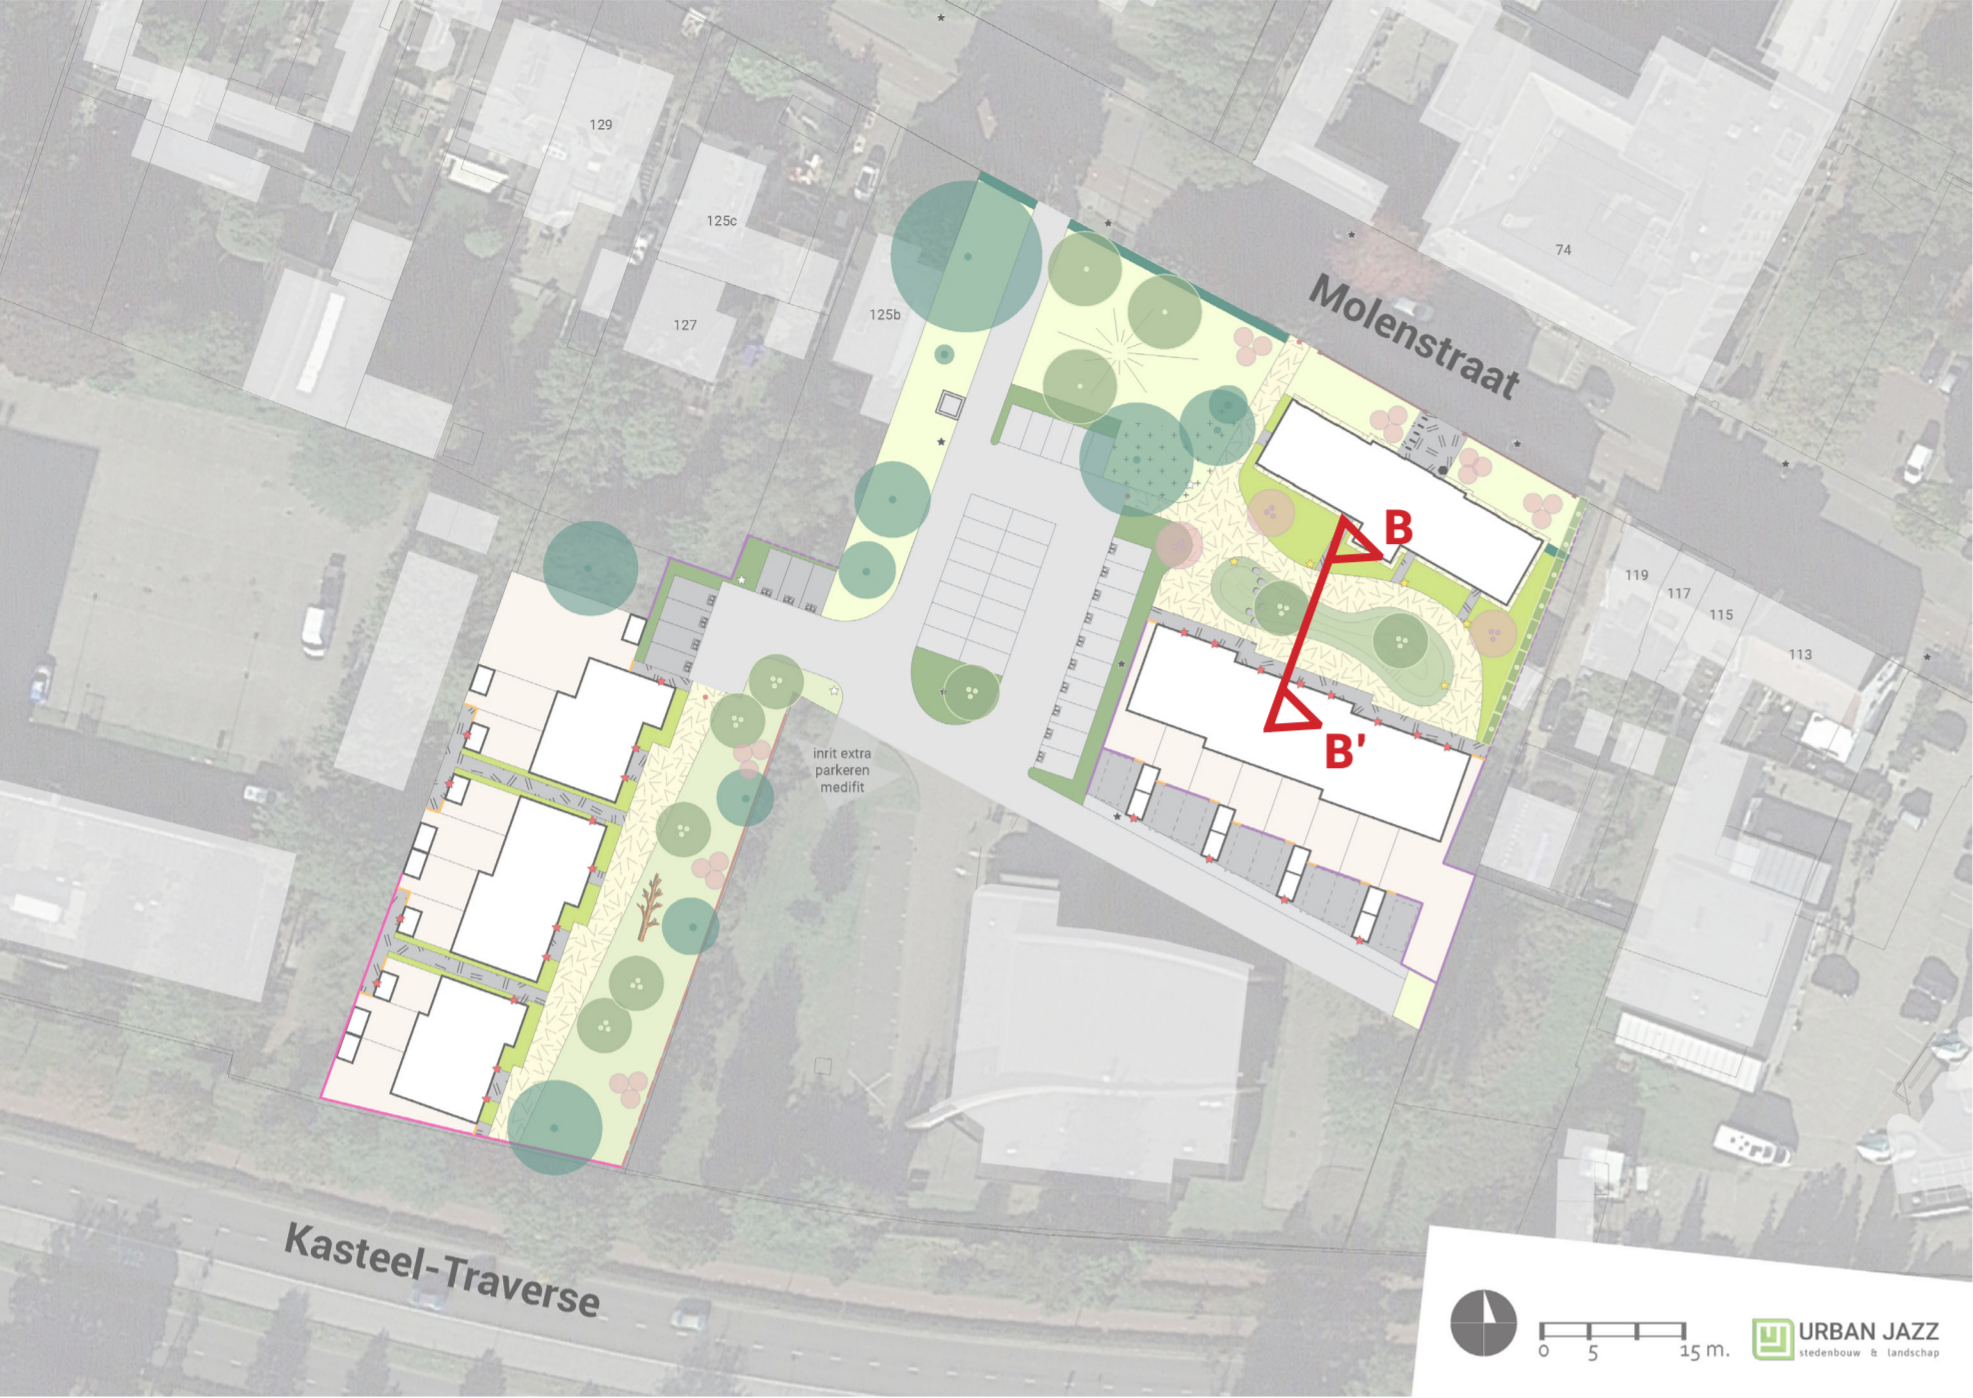 129
125c
74
Molenstraat
125b
127
B
119
117
115
113
B'
inrit extra
parkeren
medifit
Kasteel-Traverse
0 5 15 m.
URBAN JAZZ
stedenbouw & landschap